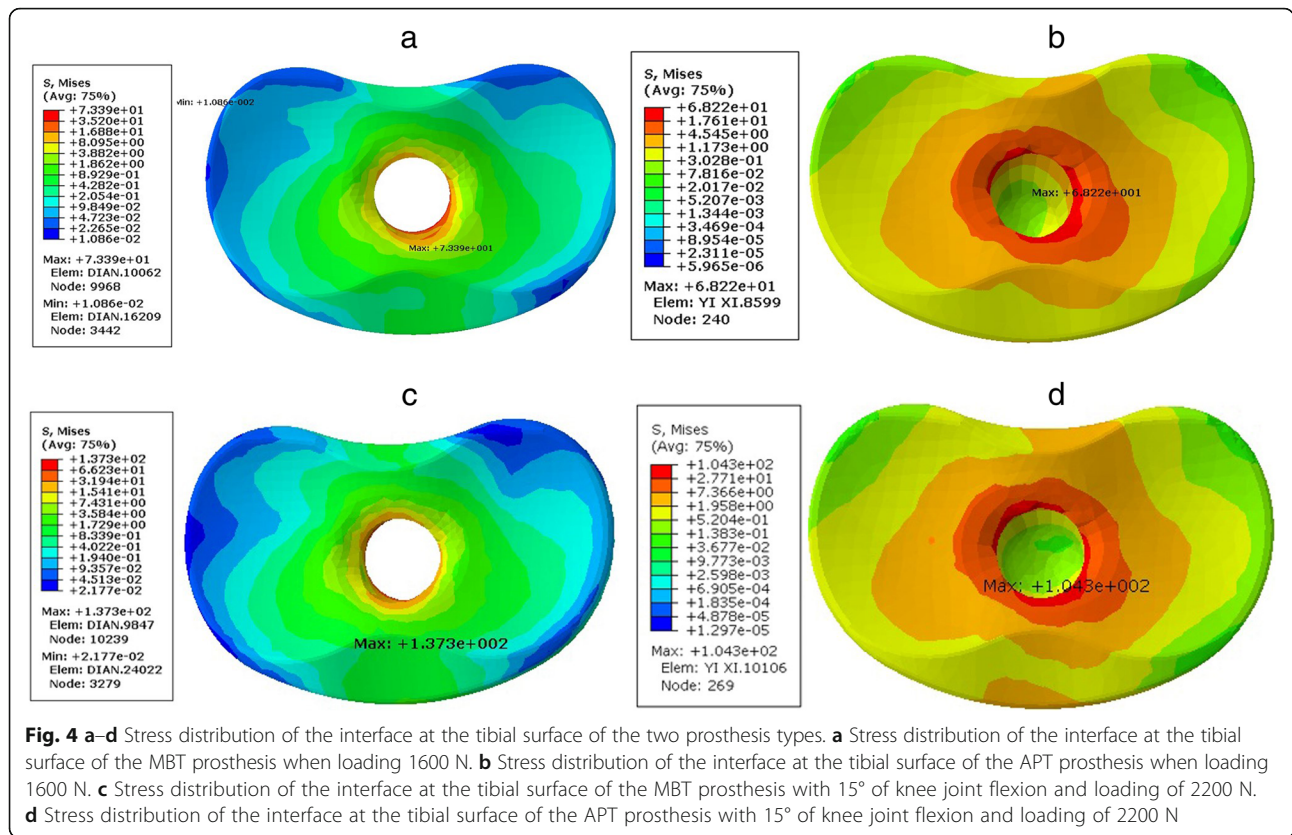 a
S, Mises
(Avg: 75%)
+7.339e+01
+3.520e+01
+1.688e+01
+8.095e+00
+3.882e+00
+1.862e+00
+8.929e-01
+4.282e-01
+2.054e-01
+9.849e-02
+4.723e-02
+2.265e-02
+1.086e-02
Max: +7.339e+01
Elem: DIAN.10062
Node: 9968
Min: +1.086e-02
Elem: DIAN.16209
Node: 3442
Min: +1.086e-002
Max: +7.339e+001
b
S, Mises
(Avg: 75%)
+6.822e+01
+1.761e+01
+4.545e+00
+1.173e+00
+3.028e-01
+7.816e-02
+2.017e-02
+5.207e-03
+1.344e-03
+3.469e-04
+8.954e-05
+2.311e-05
+5.965e-06
Max: +6.822e+01
Elem: YI XI.8599
Node: 240
Max: +6.822e+001
c
S, Mises
(Avg: 75%)
+1.373e+02
+6.623e+01
+3.194e+01
+1.541e+01
+7.431e+00
+3.584e+00
+1.729e+00
+8.339e-01
+4.022e-01
+1.940e-01
+9.357e-02
+4.513e-02
+2.177e-02
Max: +1.373e+02
Elem: DIAN.9847
Node: 10239
Min: +2.177e-02
Elem: DIAN.24022
Node: 3279
Max: +1.373e+002
d
S, Mises
(Avg: 75%)
+1.043e+02
+2.771e+01
+7.366e+00
+1.958e+00
+5.204e-01
+1.383e-01
+3.677e-02
+9.773e-03
+2.598e-03
+6.905e-04
+1.835e-04
+4.878e-05
+1.297e-05
Max: +1.043e+02
Elem: YI XI.10106
Node: 269
Max: +1.043e+002
Fig. 4 a–d Stress distribution of the interface at the tibial surface of the two prosthesis types. a Stress distribution of the interface at the tibial
surface of the MBT prosthesis when loading 1600 N. b Stress distribution of the interface at the tibial surface of the APT prosthesis when loading
1600 N. c Stress distribution of the interface at the tibial surface of the MBT prosthesis with 15° of knee joint flexion and loading of 2200 N.
d Stress distribution of the interface at the tibial surface of the APT prosthesis with 15° of knee joint flexion and loading of 2200 N